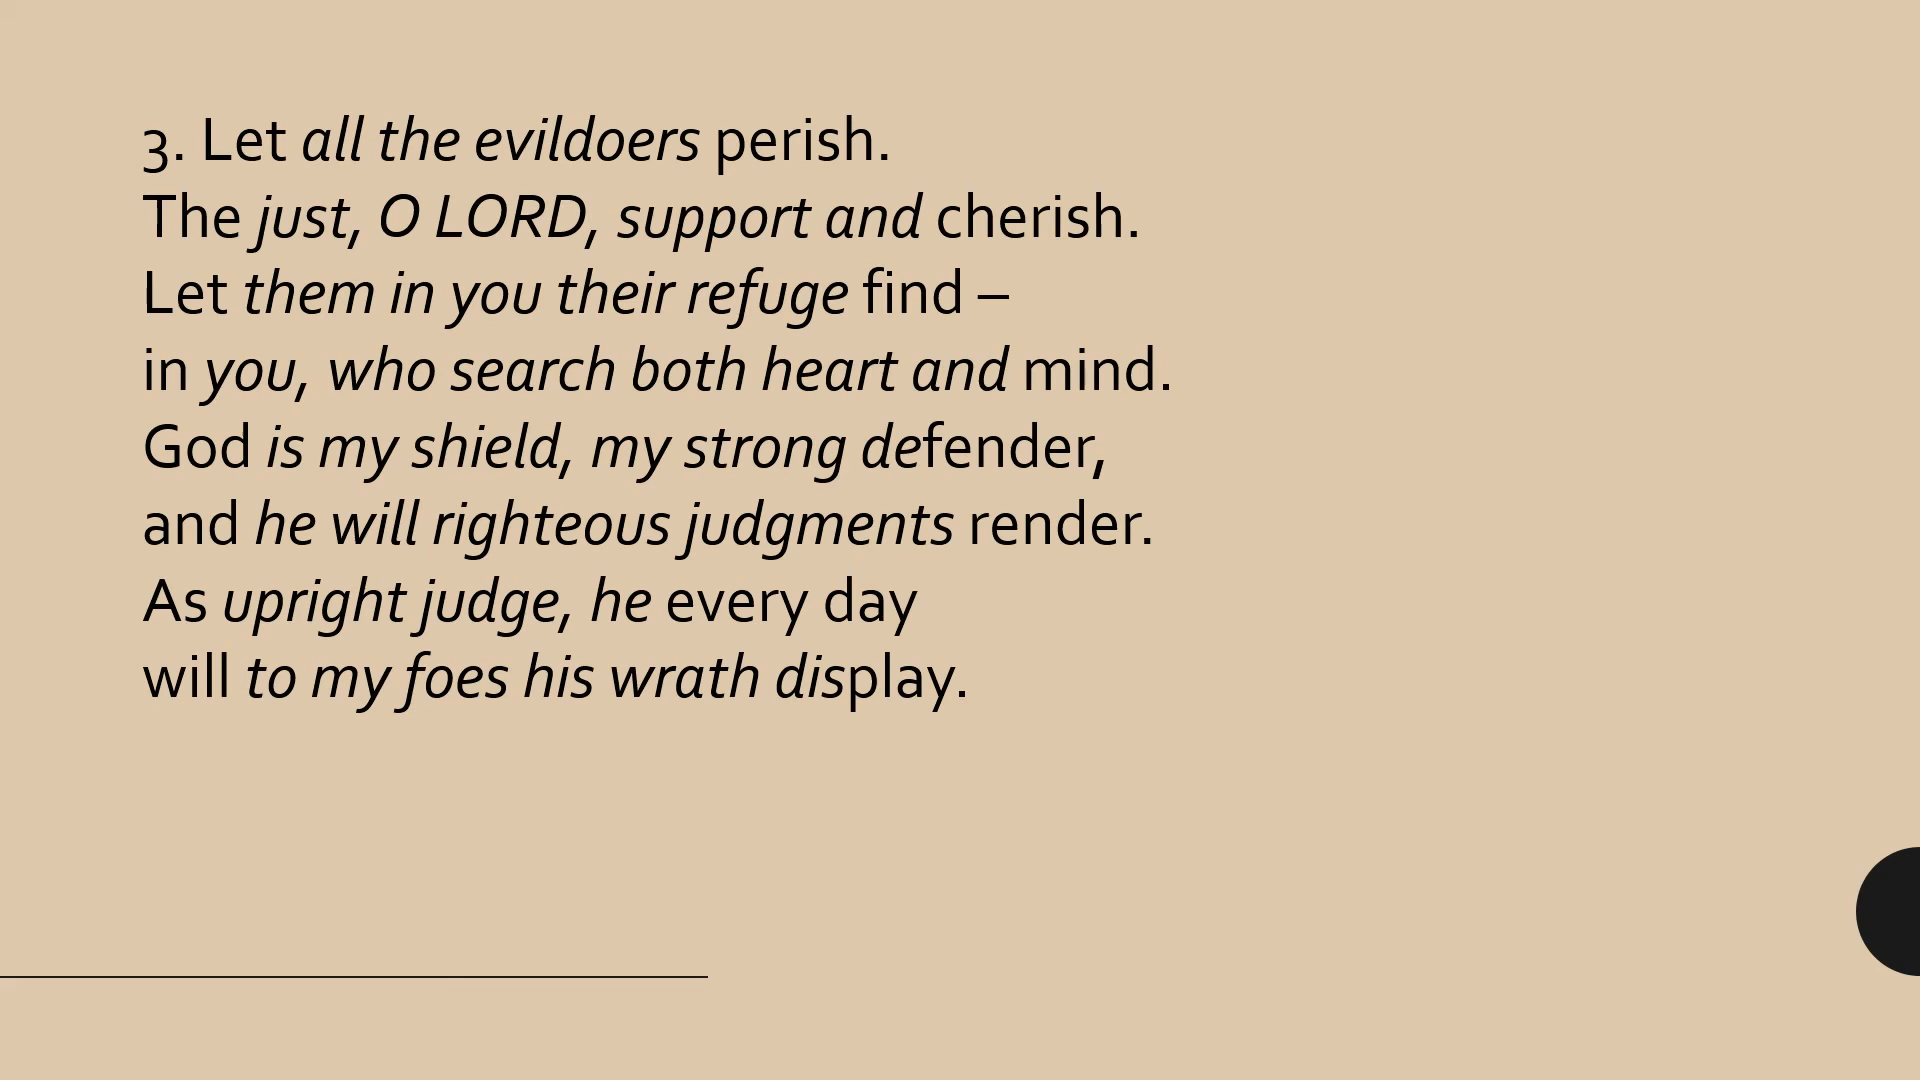 3. Let all the evildoers perish.
The just, O LORD, support and cherish.
Let them in you their refuge find –
in you, who search both heart and mind.
God is my shield, my strong defender,
and he will righteous judgments render.
As upright judge, he every day
will to my foes his wrath display.